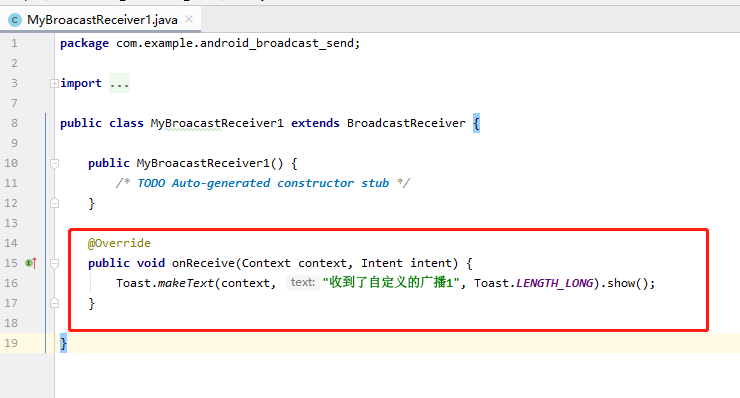 MyBroacastReceiver1.java
1 package com.example.android_broadcast_send;
2
3 import ...
7
8 public class MyBroacastReceiver1 extends BroadcastReceiver {
9
10 public MyBroacastReceiver1() {
11 /* TODO Auto-generated constructor stub */
12 }
13
14 @Override
15 public void onReceive(Context context, Intent intent) {
16 Toast.makeText(context, text: "收到了自定义的广播1", Toast.LENGTH_LONG).show();
17 }
18
19 }